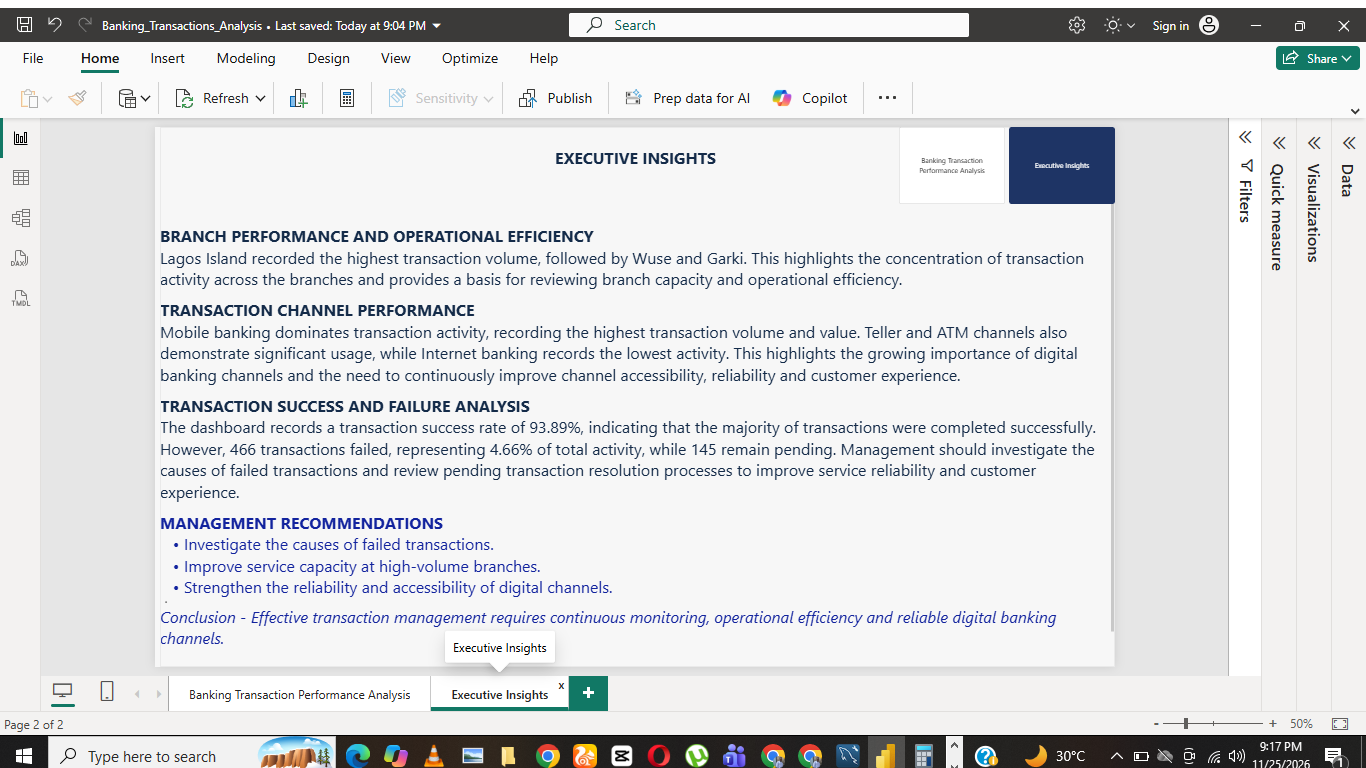 Banking_Transactions_Analysis • Last saved: Today at 9:04 PM
Search
Sign in
File Home Insert Modeling Design View Optimize Help
Share
Refresh
Sensitivity
Publish
Prep data for AI
Copilot
EXECUTIVE INSIGHTS
Banking Transaction
Performance Analysis
Executive Insights
Filters
Quick measure
Visualizations
Data
DAX
TMDL
BRANCH PERFORMANCE AND OPERATIONAL EFFICIENCY
Lagos Island recorded the highest transaction volume, followed by Wuse and Garki. This highlights the concentration of transaction
activity across the branches and provides a basis for reviewing branch capacity and operational efficiency.
TRANSACTION CHANNEL PERFORMANCE
Mobile banking dominates transaction activity, recording the highest transaction volume and value. Teller and ATM channels also
demonstrate significant usage, while Internet banking records the lowest activity. This highlights the growing importance of digital
banking channels and the need to continuously improve channel accessibility, reliability and customer experience.
TRANSACTION SUCCESS AND FAILURE ANALYSIS
The dashboard records a transaction success rate of 93.89%, indicating that the majority of transactions were completed successfully.
However, 466 transactions failed, representing 4.66% of total activity, while 145 remain pending. Management should investigate the
causes of failed transactions and review pending transaction resolution processes to improve service reliability and customer
experience.
MANAGEMENT RECOMMENDATIONS
• Investigate the causes of failed transactions.
• Improve service capacity at high-volume branches.
• Strengthen the reliability and accessibility of digital channels.
.
Conclusion - Effective transaction management requires continuous monitoring, operational efficiency and reliable digital banking
channels.
Executive Insights
Banking Transaction Performance Analysis
Executive Insights x
+
Page 2 of 2
- + 50%
Type here to search
30°C
9:17 PM
11/25/2026
1